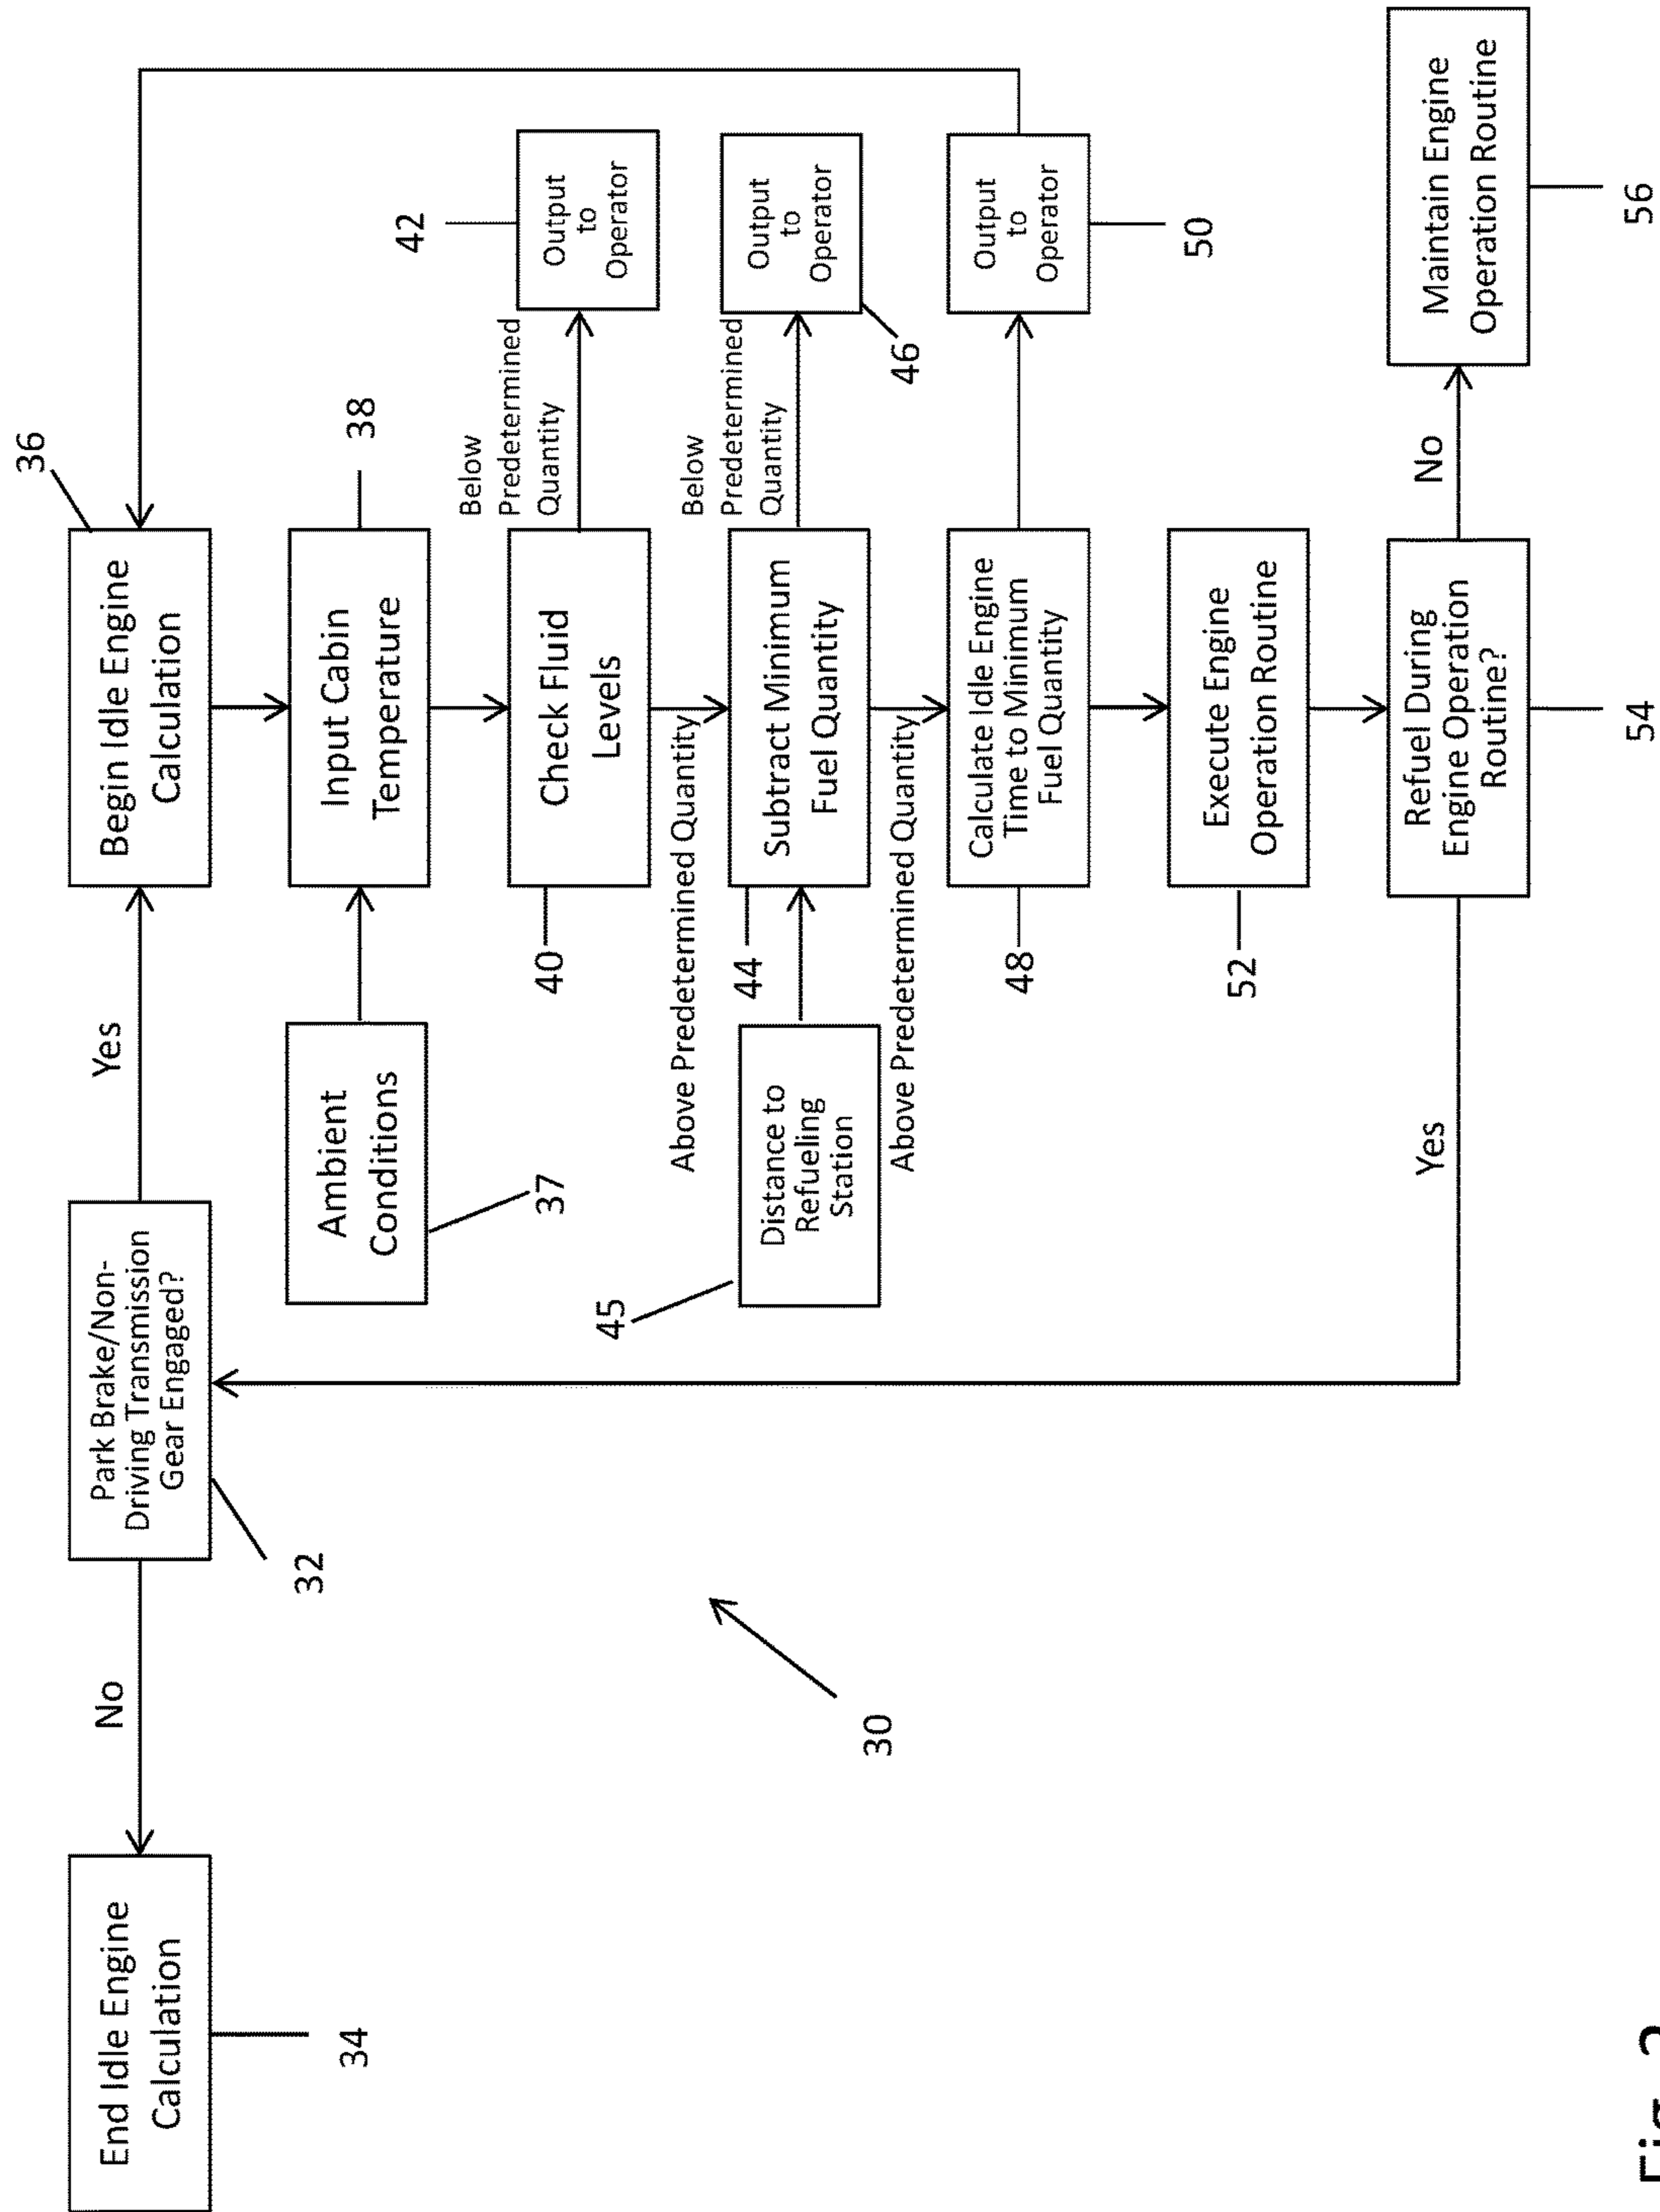 End Idle Engine
Calculation
34
No
Park Brake/Non-
Driving Transmission
Gear Engaged?
32
Yes
Begin Idle Engine
Calculation
36
Ambient
Conditions
37
Input Cabin
Temperature
38
Check Fluid
Levels
40
Below
Predetermined
Quantity
Output
to
Operator
42
Above Predetermined Quantity
Distance to
Refueling
Station
45
Subtract Minimum
Fuel Quantity
44
Below
Predetermined
Quantity
Output
to
Operator
46
Above Predetermined Quantity
Calculate Idle Engine
Time to Minimum
Fuel Quantity
48
Output
to
Operator
50
30
Execute Engine
Operation Routine
52
Yes
Refuel During
Engine Operation
Routine?
54
No
Maintain Engine
Operation Routine
56
Fig. 2